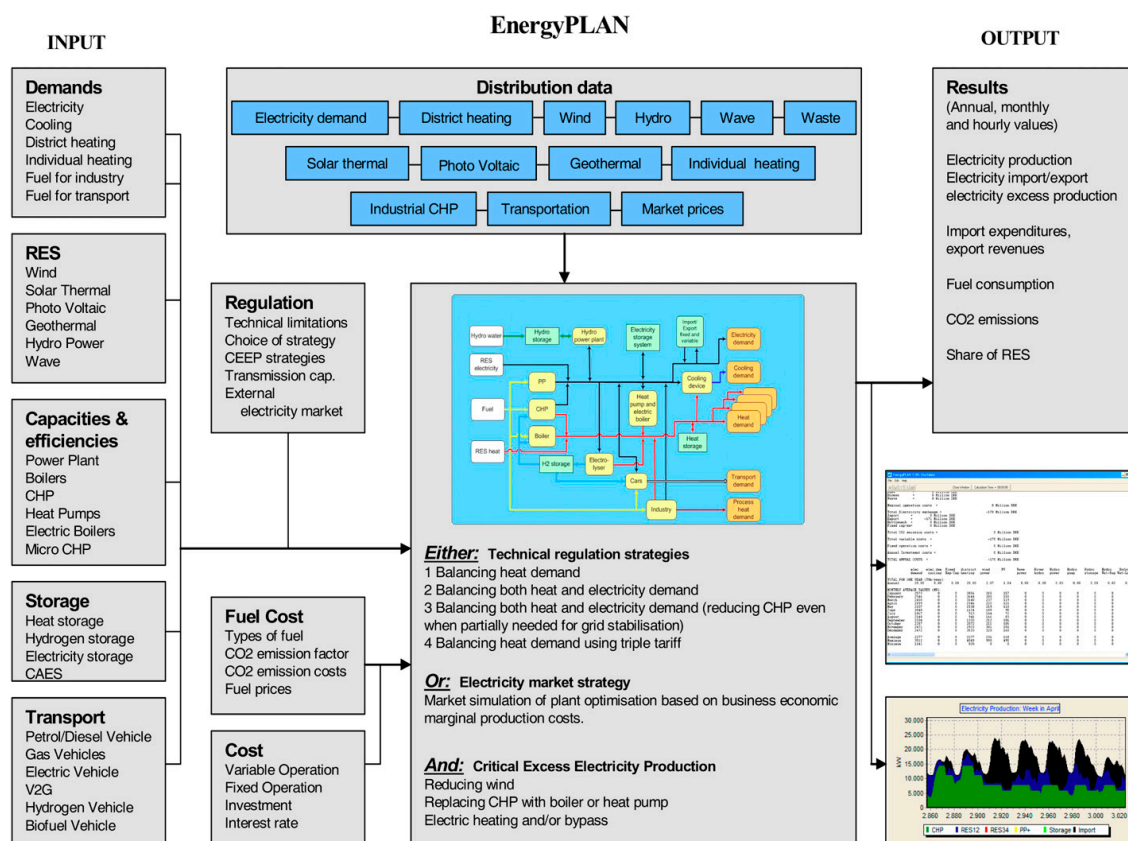 EnergyPLAN
INPUT
OUTPUT
Demands
Electricity
Cooling
District heating
Individual heating
Fuel for industry
Fuel for transport
RES
Wind
Solar Thermal
Photo Voltaic
Geothermal
Hydro Power
Wave
Capacities &
efficiencies
Power Plant
Boilers
CHP
Heat Pumps
Electric Boilers
Micro CHP
Storage
Heat storage
Hydrogen storage
Electricity storage
CAES
Transport
Petrol/Diesel Vehicle
Gas Vehicles
Electric Vehicle
V2G
Hydrogen Vehicle
Biofuel Vehicle
Regulation
Technical limitations
Choice of strategy
CEEP strategies
Transmission cap.
External
electricity market
Fuel Cost
Types of fuel
CO2 emission factor
CO2 emission costs
Fuel prices
Cost
Variable Operation
Fixed Operation
Investment
Interest rate
Distribution data
Electricity demand
District heating
Wind
Hydro
Wave
Waste
Solar thermal
Photo Voltaic
Geothermal
Individual heating
Industrial CHP
Transportation
Market prices
Hydro water
Hydro
storage
Hydro
power plant
Electricity
storage
system
Import/
Export
fixed and
variable
Electricity
demand
RES
electricity
PP
Cooling
device
Cooling
demand
Fuel
CHP
Heat
pump and
electric
boiler
Heat
demand
Boiler
Heat
storage
RES heat
H2 storage
Electro-
lyser
Cars
Transport
demand
Industry
Process
heat
demand
Either: Technical regulation strategies
1 Balancing heat demand
2 Balancing both heat and electricity demand
3 Balancing both heat and electricity demand (reducing CHP even
when partially needed for grid stabilisation)
4 Balancing heat demand using triple tariff
Or: Electricity market strategy
Market simulation of plant optimisation based on business economic
marginal production costs.
And: Critical Excess Electricity Production
Reducing wind
Replacing CHP with boiler or heat pump
Electric heating and/or bypass
Results
(Annual, monthly
and hourly values)
Electricity production
Electricity import/export
electricity excess production
Import expenditures,
export revenues
Fuel consumption
CO2 emissions
Share of RES
Electricity Production: Week in April
kW
30.000
25.000
20.000
15.000
10.000
5.000
0
2.860 2.880 2.900 2.920 2.940 2.960 2.980 3.000 3.020
CHP RES12 RES34 PP+ Storage Import